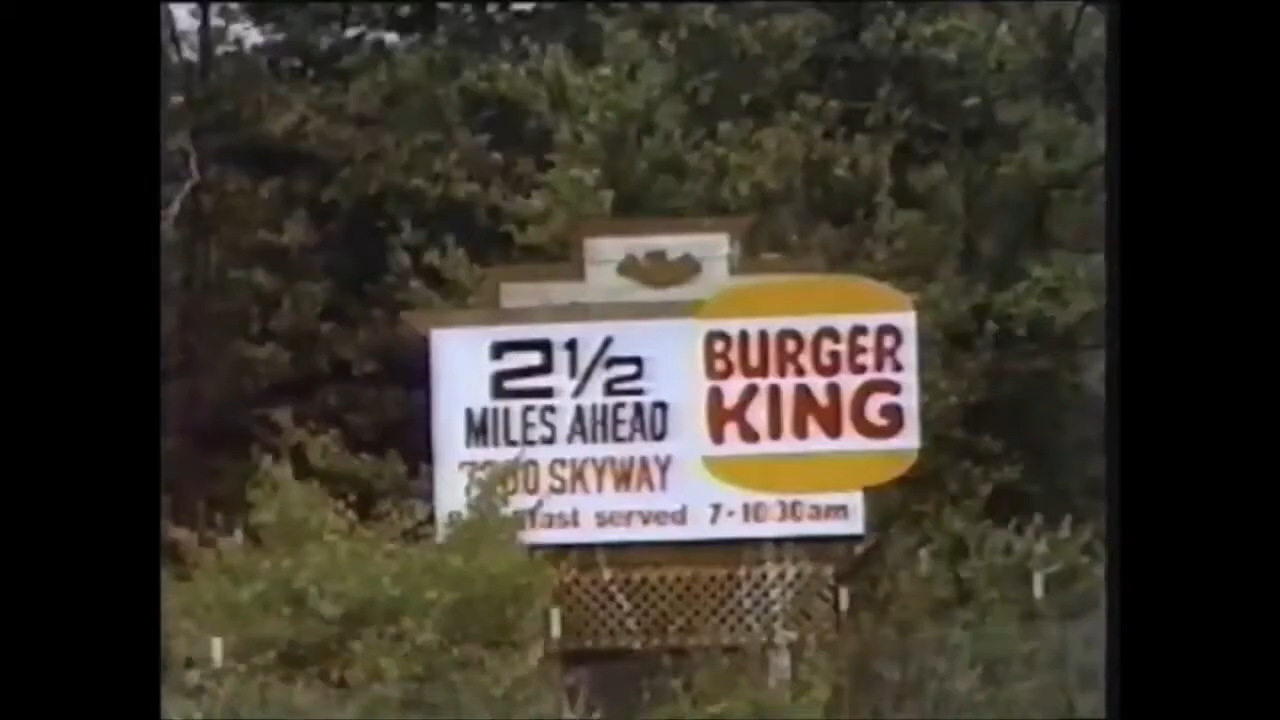 2½
MILES AHEAD
SKYWAY
served 7-10:30am
BURGER
KING